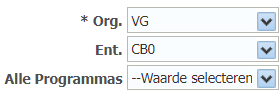 * Org. VG
Ent. CB0
Alle Programmas --Waarde selecteren